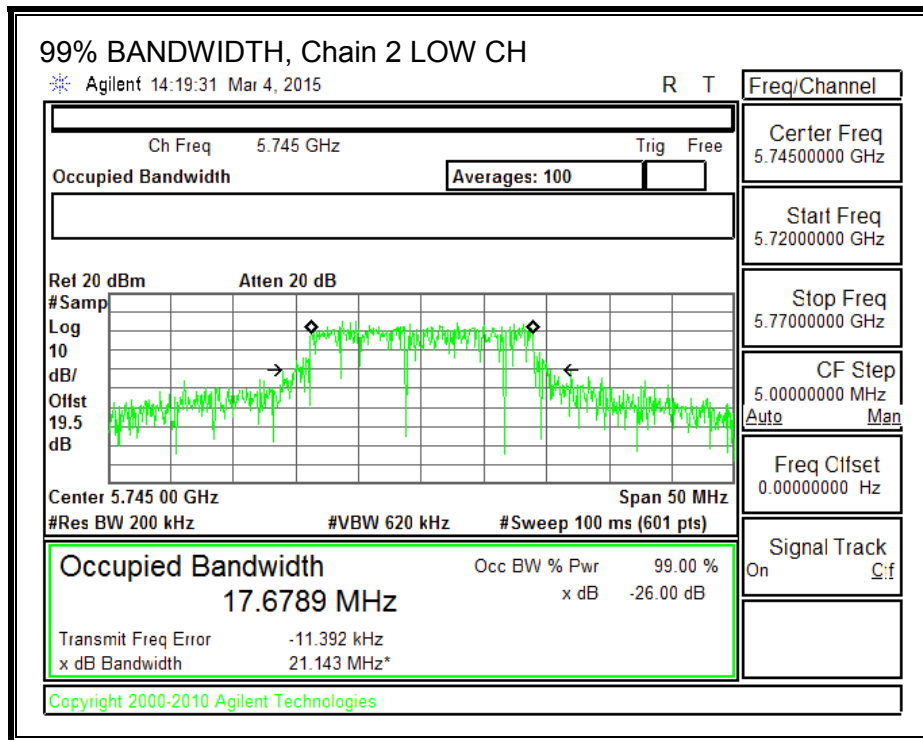 99% BANDWIDTH, Chain 2 LOW CH
Agilent 14:19:31 Mar 4, 2015 R T
Freq/Channel
Ch Freq 5.745 GHz Trig Free
Occupied Bandwidth Averages: 100
Center Freq
5.74500000 GHz
Start Freq
5.72000000 GHz
Stop Freq
5.77000000 GHz
CF Step
5.00000000 MHz
Auto Man
Freq Offset
0.00000000 Hz
Signal Track
On Off
Ref 20 dBm Atten 20 dB
#Samp
Log
10
dB/
Offst
19.5
dB
Center 5.745 00 GHz Span 50 MHz
#Res BW 200 kHz #VBW 620 kHz #Sweep 100 ms (601 pts)
Occupied Bandwidth Occ BW % Pwr 99.00 %
17.6789 MHz x dB -26.00 dB
Transmit Freq Error -11.392 kHz
x dB Bandwidth 21.143 MHz*
Copyright 2000-2010 Agilent Technologies